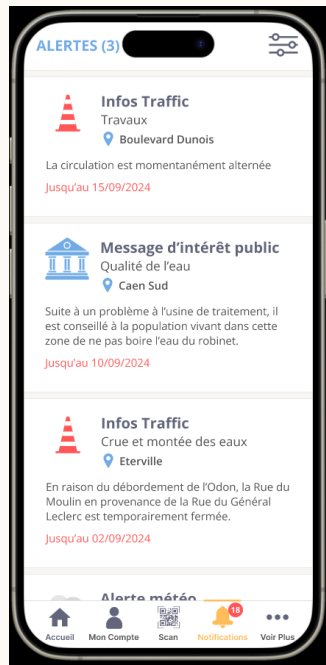 ALERTES (3)
Infos Traffic
Travaux
Boulevard Dunois
La circulation est momentanément alternée
Jusqu’au 15/09/2024
Message d’intérêt public
Qualité de l’eau
Caen Sud
Suite à un problème à l’usine de traitement, il
est conseillé à la population vivant dans cette
zone de ne pas boire l’eau du robinet.
Jusqu’au 10/09/2024
Infos Traffic
Crue et montée des eaux
Eterville
En raison du débordement de l’Odon, la Rue du
Moulin en provenance de la Rue du Général
Leclerc est temporairement fermée.
Jusqu’au 02/09/2024
Alerte météo
18
Accueil Mon Compte Scan Notifications Voir Plus